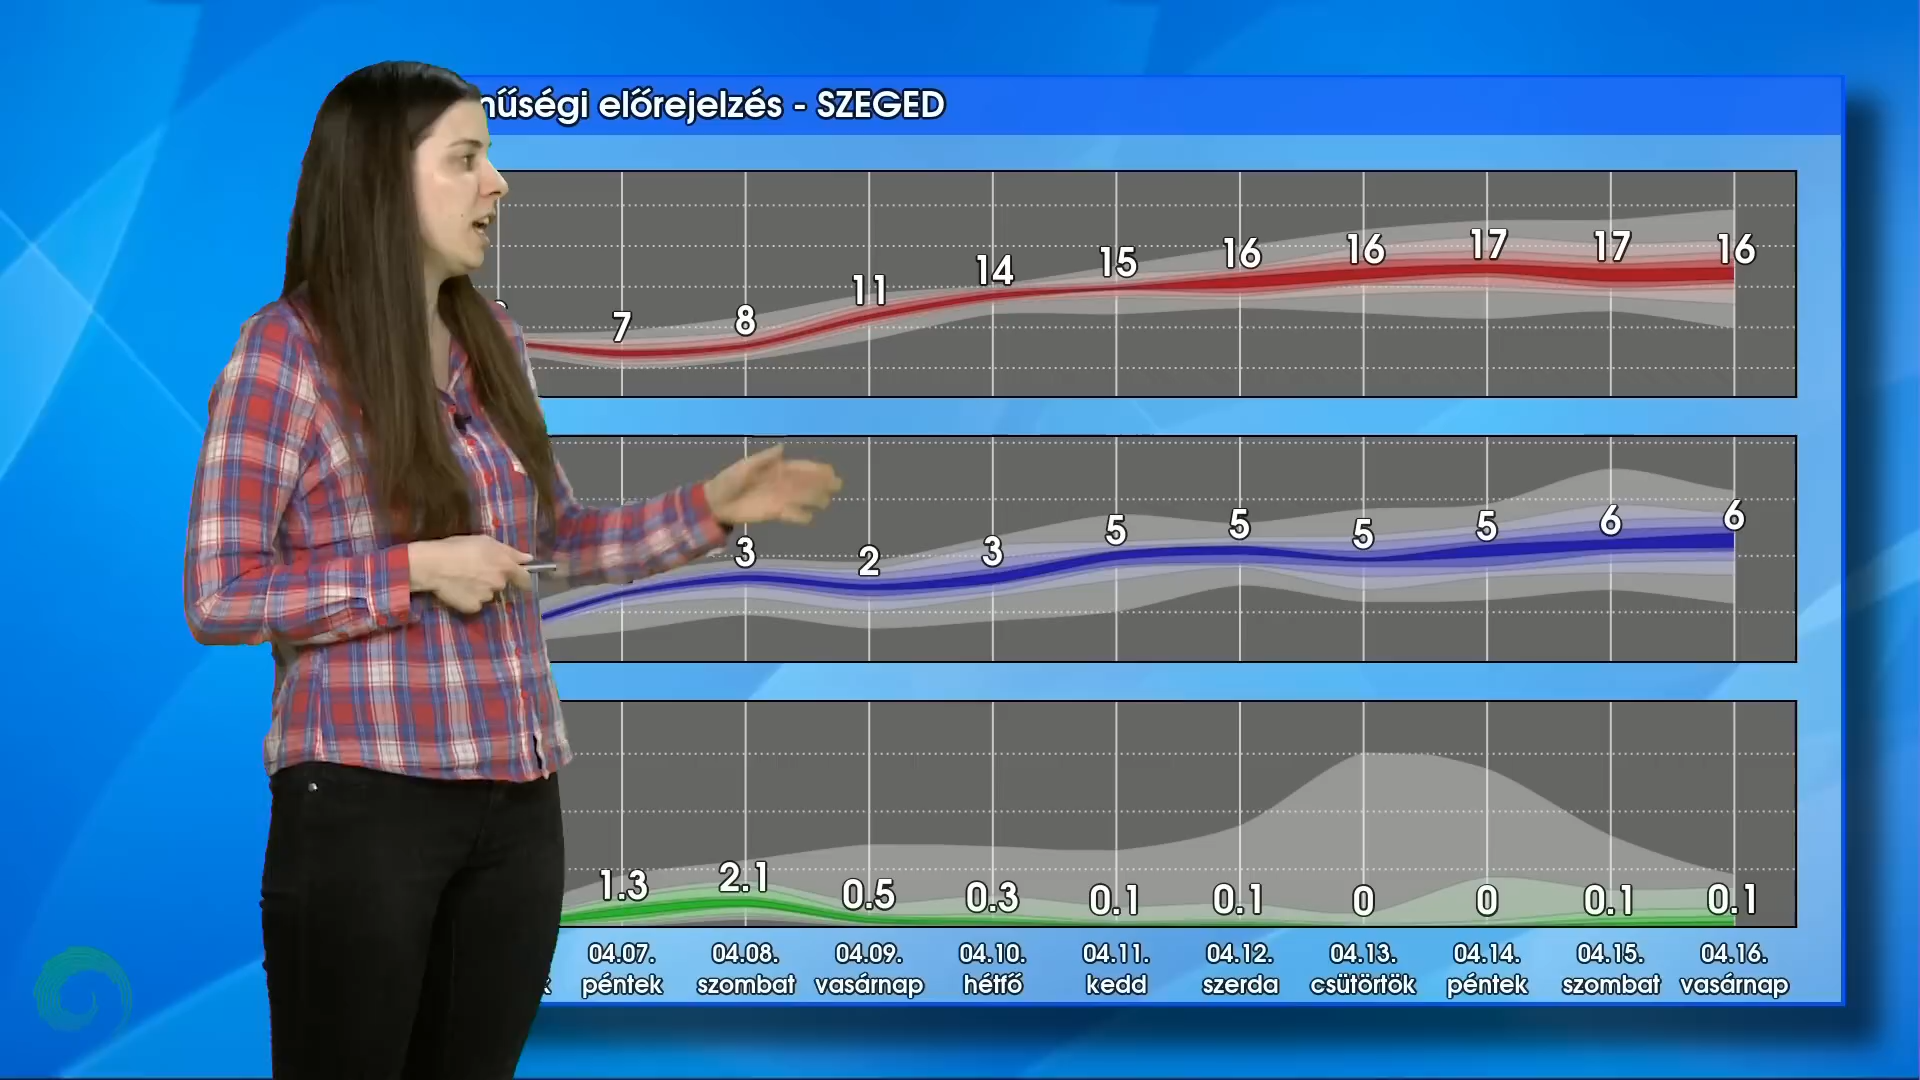 előrejelzés - SZEGED
7 8 11 14 15 16 16 17 17 16
3 2 3 5 5 5 5 6 6
1.3 2.1 0.5 0.3 0.1 0.1 0 0 0.1 0.1
04.07. 04.08. 04.09. 04.10. 04.11. 04.12. 04.13. 04.14. 04.15. 04.16.
péntek szombat vasárnap hétfő kedd szerda csütörtök péntek szombat vasárnap